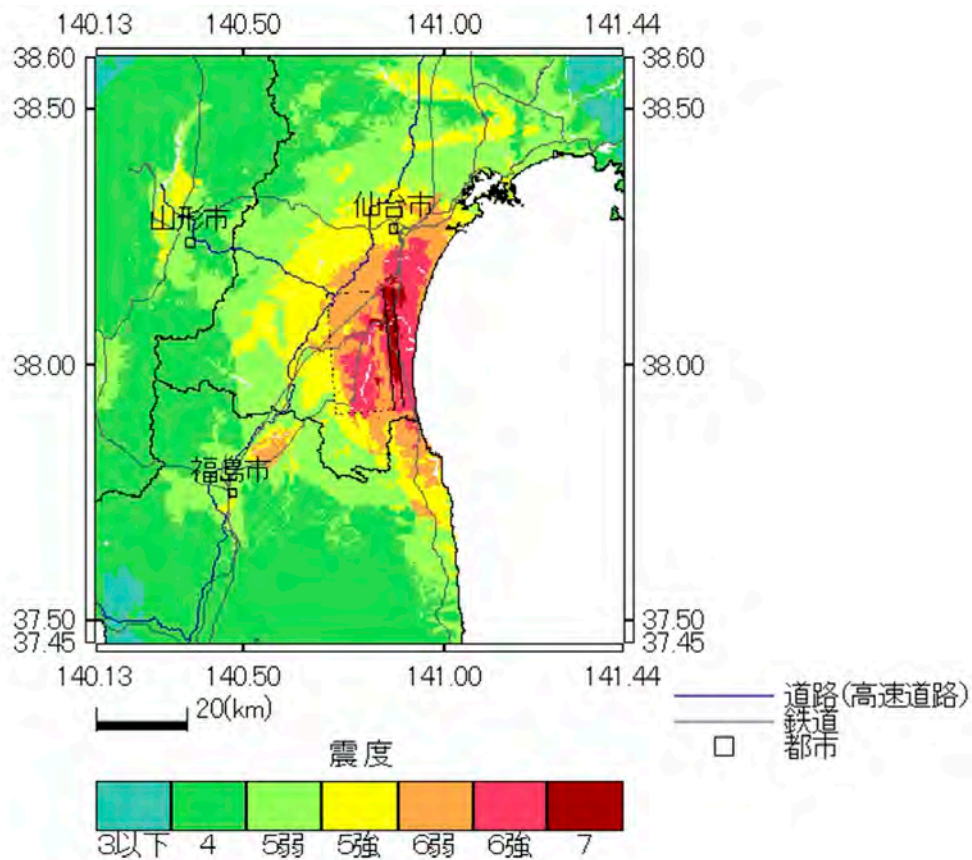 140.13 140.50 141.00 141.44
38.60 38.60
38.50 38.50
仙台市
山形市
38.00 38.00
福島市
37.50 37.50
37.45 37.45
140.13 140.50 141.00 141.44
20(km)
道路(高速道路)
鉄道
都市
震度
3以下 4 5弱 5強 6弱 6強 7